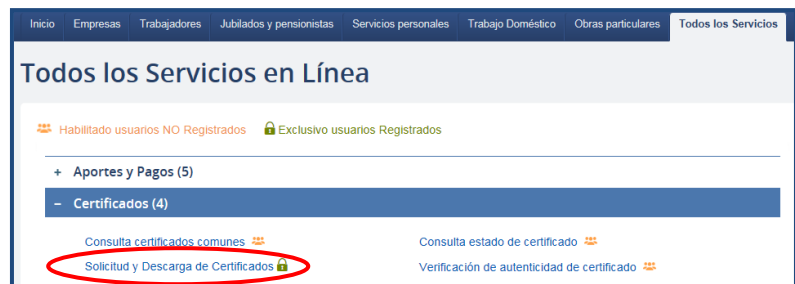 Inicio Empresas Trabajadores Jubilados y pensionistas Servicios personales Trabajo Doméstico Obras particulares Todos los Servicios
Todos los Servicios en Línea
Habilitado usuarios NO Registrados Exclusivo usuarios Registrados
+ Aportes y Pagos (5)
– Certificados (4)
Consulta certificados comunes Consulta estado de certificado
Solicitud y Descarga de Certificados Verificación de autenticidad de certificado